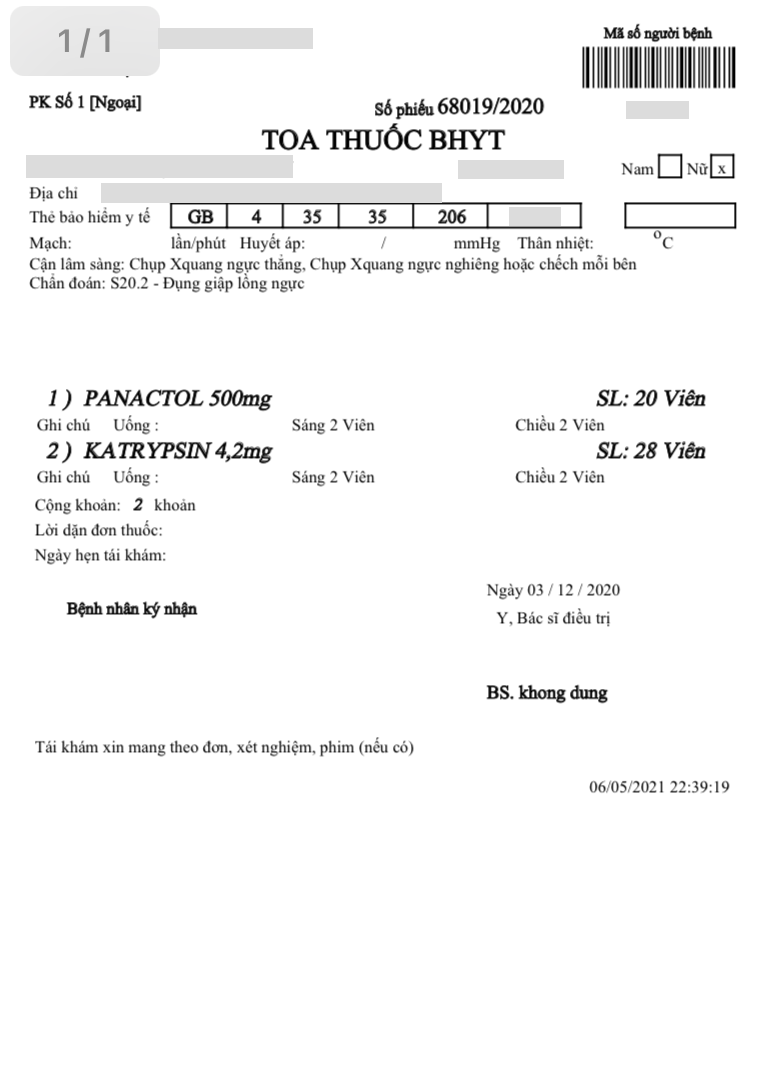 1/1
Mã số người bệnh
PK Số 1 [Ngoại]
Số phiếu 68019/2020
TOA THUỐC BHYT
Nam Nữ x
Địa chỉ
Thẻ bảo hiểm y tế GB 4 35 35 206
Mạch: lần/phút Huyết áp: / mmHg Thân nhiệt: °C
Cận lâm sàng: Chụp Xquang ngực thẳng, Chụp Xquang ngực nghiêng hoặc chếch mỗi bên
Chẩn đoán: S20.2 - Đụng giập lồng ngực
1 ) PANACTOL 500mg SL: 20 Viên
Ghi chú Uống : Sáng 2 Viên Chiều 2 Viên
2 ) KATRYPSIN 4,2mg SL: 28 Viên
Ghi chú Uống : Sáng 2 Viên Chiều 2 Viên
Cộng khoản: 2 khoản
Lời dặn đơn thuốc:
Ngày hẹn tái khám:
Ngày 03 / 12 / 2020
Bệnh nhân ký nhận
Y, Bác sĩ điều trị
BS. khong dung
Tái khám xin mang theo đơn, xét nghiệm, phim (nếu có)
06/05/2021 22:39:19